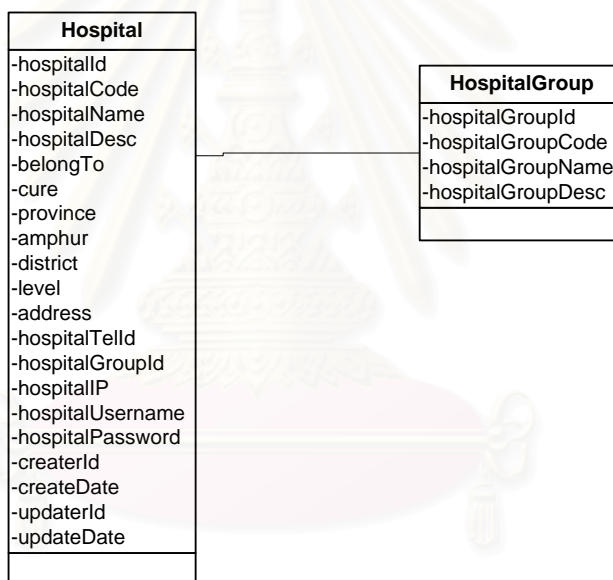 Hospital
-hospitalId
-hospitalCode
-hospitalName
-hospitalDesc
-belongTo
-cure
-province
-amphur
-district
-level
-address
-hospitalTelId
-hospitalGroupId
-hospitalIP
-hospitalUsername
-hospitalPassword
-createrId
-createDate
-updaterId
-updateDate
HospitalGroup
-hospitalGroupId
-hospitalGroupCode
-hospitalGroupName
-hospitalGroupDesc